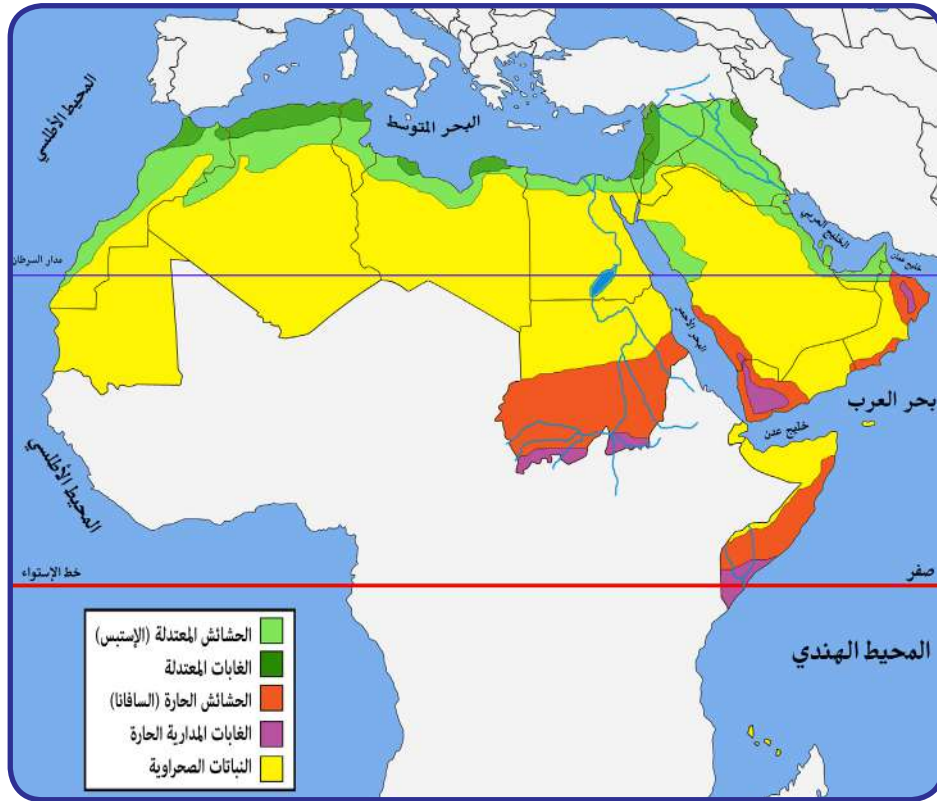 المحيط الأطلسي
البحر المتوسط
الخليج العربي
خليج عمان
مدار السرطان
البحر الأحمر
بحر العرب
خليج عدن
المحيط الأطلسي
خط الإستواء
صفر
المحيط الهندي
الحشائش المعتدلة (الإستبس)
الغابات المعتدلة
الحشائش الحارة (السافانا)
الغابات المدارية الحارة
النباتات الصحراوية